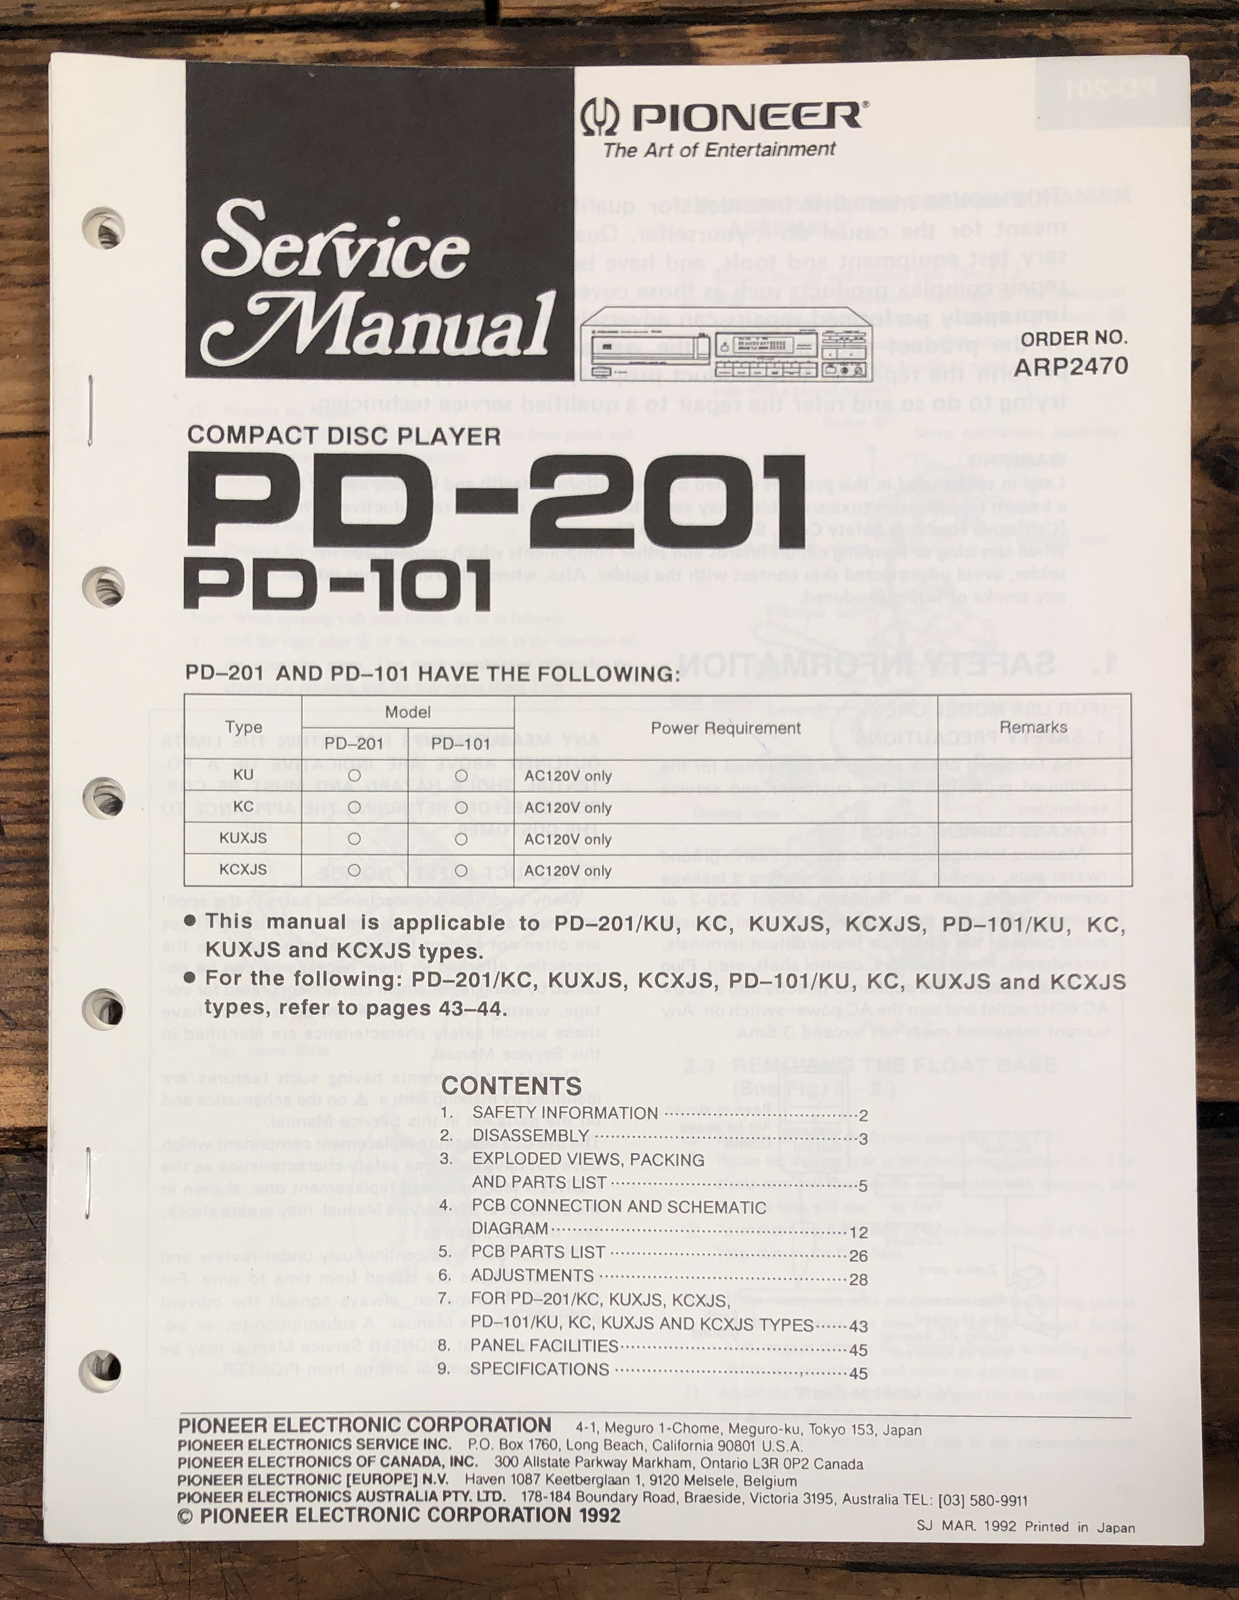 PIONEER®
The Art of Entertainment
Service
Manual
ORDER NO.
ARP2470
COMPACT DISC PLAYER
PD-201
PD-101
PD–201 AND PD–101 HAVE THE FOLLOWING:
Type Model Power Requirement Remarks
PD–201 PD–101
KU ○ ○ AC120V only
KC ○ ○ AC120V only
KUXJS ○ ○ AC120V only
KCXJS ○ ○ AC120V only
● This manual is applicable to PD–201/KU, KC, KUXJS, KCXJS, PD–101/KU, KC,
KUXJS and KCXJS types.
● For the following: PD–201/KC, KUXJS, KCXJS, PD–101/KU, KC, KUXJS and KCXJS
types, refer to pages 43–44.
CONTENTS
1. SAFETY INFORMATION ········ 2
2. DISASSEMBLY ········ 3
3. EXPLODED VIEWS, PACKING
AND PARTS LIST ········ 5
4. PCB CONNECTION AND SCHEMATIC
DIAGRAM ········ 12
5. PCB PARTS LIST ········ 26
6. ADJUSTMENTS ········ 28
7. FOR PD–201/KC, KUXJS, KCXJS,
PD–101/KU, KC, KUXJS AND KCXJS TYPES ······ 43
8. PANEL FACILITIES ········ 45
9. SPECIFICATIONS ········ 45
PIONEER ELECTRONIC CORPORATION 4-1, Meguro 1-Chome, Meguro-ku, Tokyo 153, Japan
PIONEER ELECTRONICS SERVICE INC. P.O. Box 1760, Long Beach, California 90801 U.S.A.
PIONEER ELECTRONICS OF CANADA, INC. 300 Allstate Parkway Markham, Ontario L3R 0P2 Canada
PIONEER ELECTRONIC [EUROPE] N.V. Haven 1087 Keetberglaan 1, 9120 Melsele, Belgium
PIONEER ELECTRONICS AUSTRALIA PTY. LTD. 178-184 Boundary Road, Braeside, Victoria 3195, Australia TEL: [03] 580-9911
© PIONEER ELECTRONIC CORPORATION 1992
SJ MAR. 1992 Printed in Japan